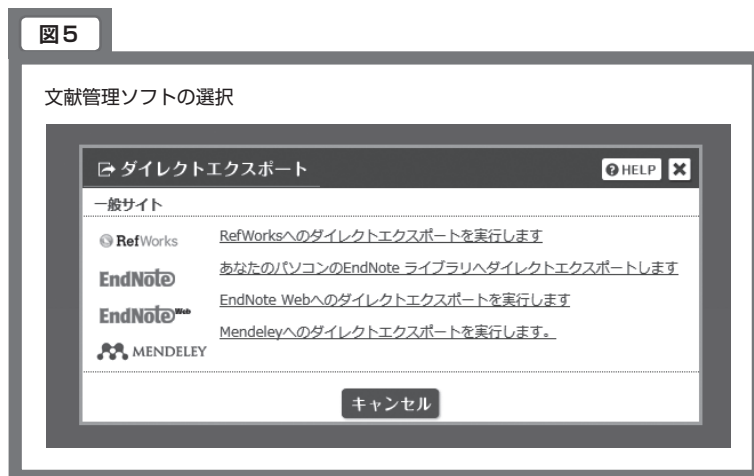 図5
文献管理ソフトの選択
ダイレクトエクスポート
HELP
一般サイト
RefWorks RefWorksへのダイレクトエクスポートを実行します
EndNote あなたのパソコンのEndNote ライブラリへダイレクトエクスポートします
EndNote Web EndNote Webへのダイレクトエクスポートを実行します
MENDELEY Mendeleyへのダイレクトエクスポートを実行します。
キャンセル